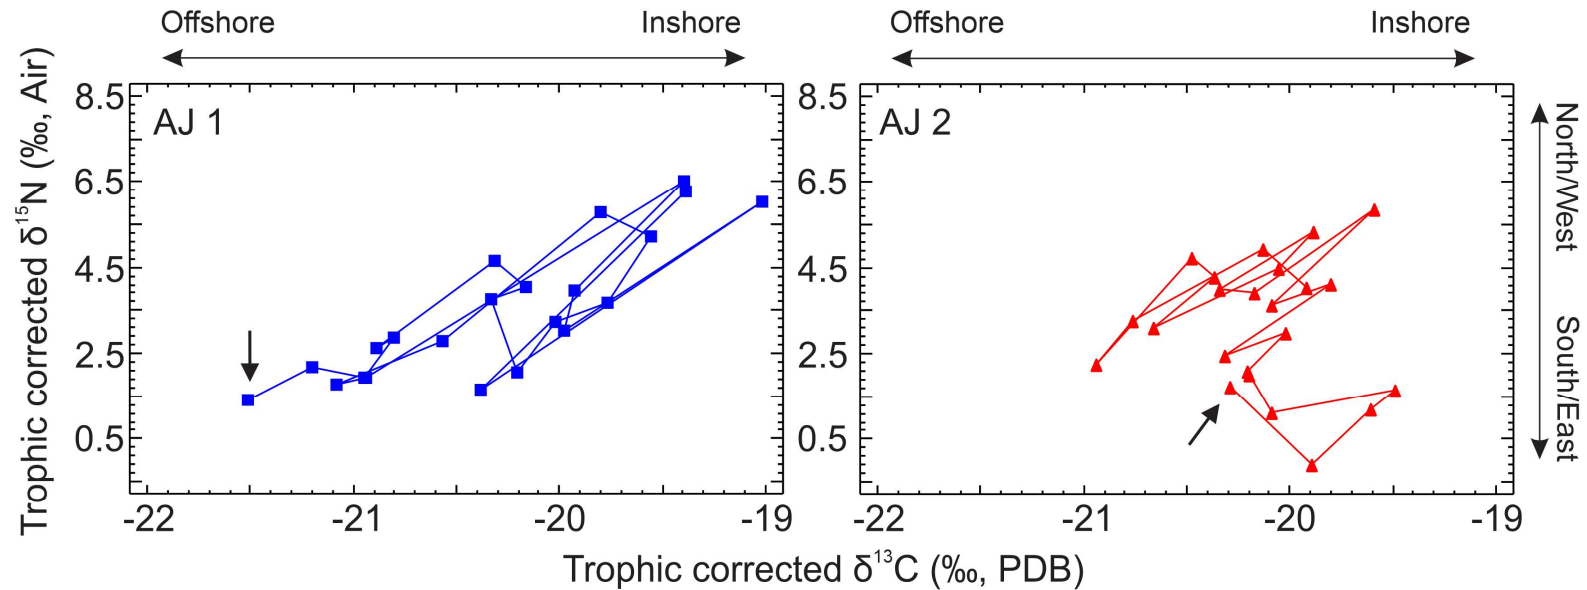 Offshore Inshore Offshore Inshore
Trophic corrected δ¹⁵N (‰, Air)
8.5 8.5
AJ 1 AJ 2
6.5 6.5
4.5 4.5
2.5 2.5
0.5 0.5
North/West
South/East
-22 -21 -20 -19 -22 -21 -20 -19
Trophic corrected δ¹³C (‰, PDB)